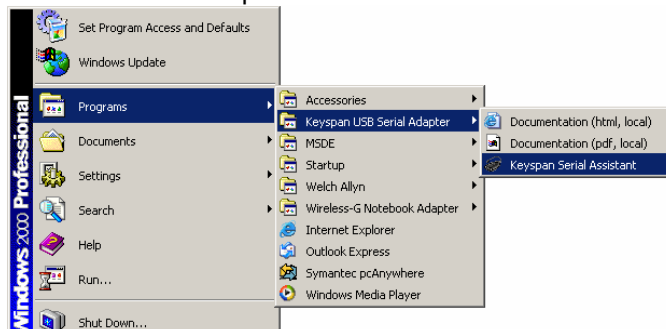 Set Program Access and Defaults
Windows Update
Programs
Documents
Settings
Search
Help
Run...
Shut Down...
Windows 2000 Professional
Accessories
Keyspan USB Serial Adapter
MSDE
Startup
Welch Allyn
Wireless-G Notebook Adapter
Internet Explorer
Outlook Express
Symantec pcAnywhere
Windows Media Player
Documentation (html, local)
Documentation (pdf, local)
Keyspan Serial Assistant